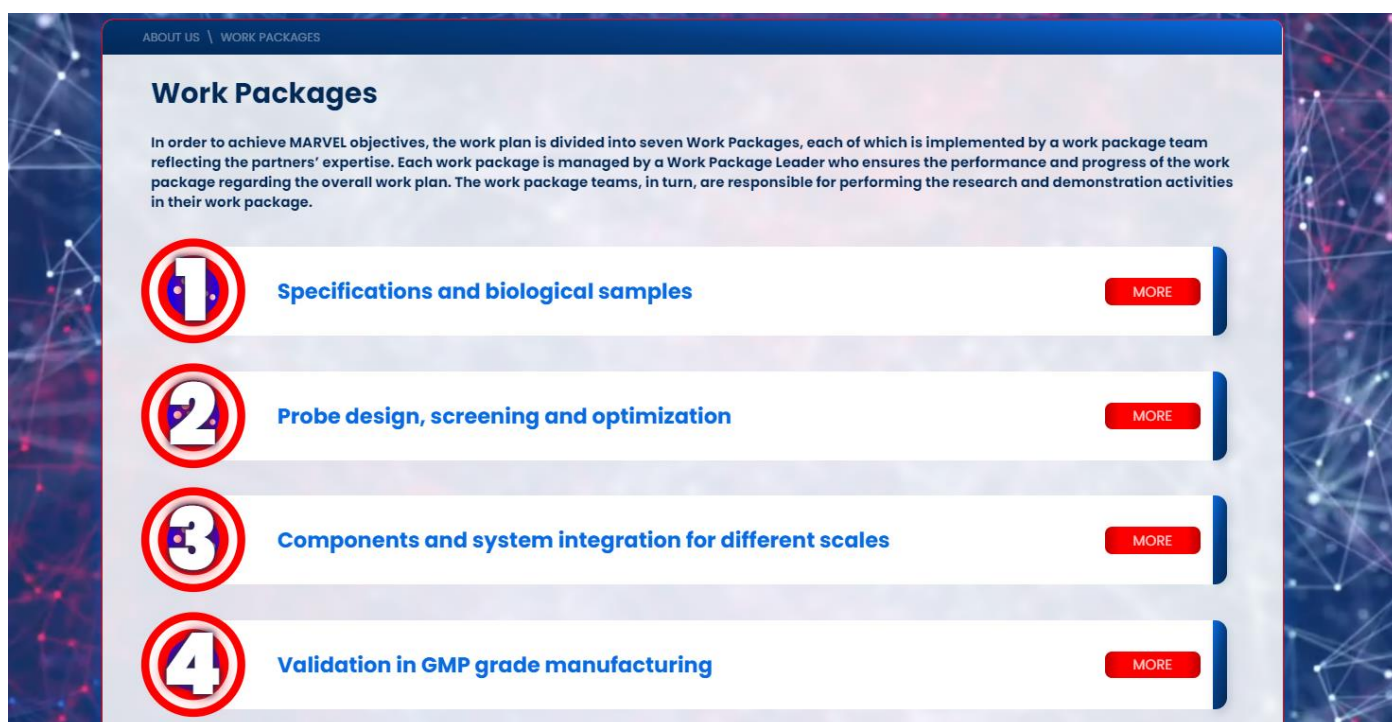 ABOUT US \ WORK PACKAGES
Work Packages
In order to achieve MARVEL objectives, the work plan is divided into seven Work Packages, each of which is implemented by a work package team
reflecting the partners’ expertise. Each work package is managed by a Work Package Leader who ensures the performance and progress of the work
package regarding the overall work plan. The work package teams, in turn, are responsible for performing the research and demonstration activities
in their work package.
1 Specifications and biological samples MORE
2 Probe design, screening and optimization MORE
3 Components and system integration for different scales MORE
4 Validation in GMP grade manufacturing MORE